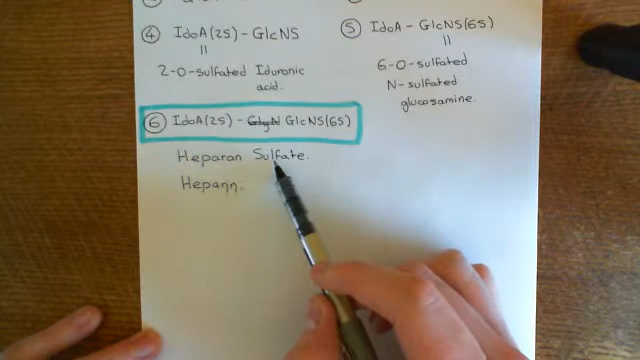 ④ IdoA(2S) - GlcNS
=
2-O-sulfated Iduronic
acid.
⑤ IdoA - GlcNS(6S)
=
6-O-sulfated
N-sulfated
glucosamine.
⑥ IdoA(2S) - GlcNS(6S)
Heparan Sulfate.
Heparin.